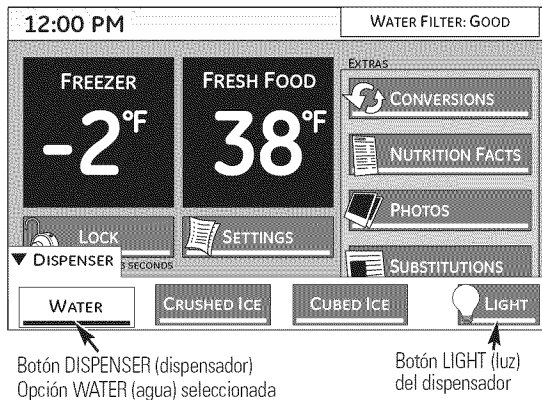 12:00 PM
WATER FILTER: GOOD
FREEZER
-2°F
FRESH FOOD
38°F
EXTRAS
CONVERSIONS
NUTRITION FACTS
PHOTOS
SUBSTITUTIONS
LOCK
SETTINGS
▼ DISPENSER
3 SECONDS
WATER
CRUSHED ICE
CUBED ICE
LIGHT
Botón DISPENSER (dispensador)
Opción WATER (agua) seleccionada
Botón LIGHT (luz)
del dispensador